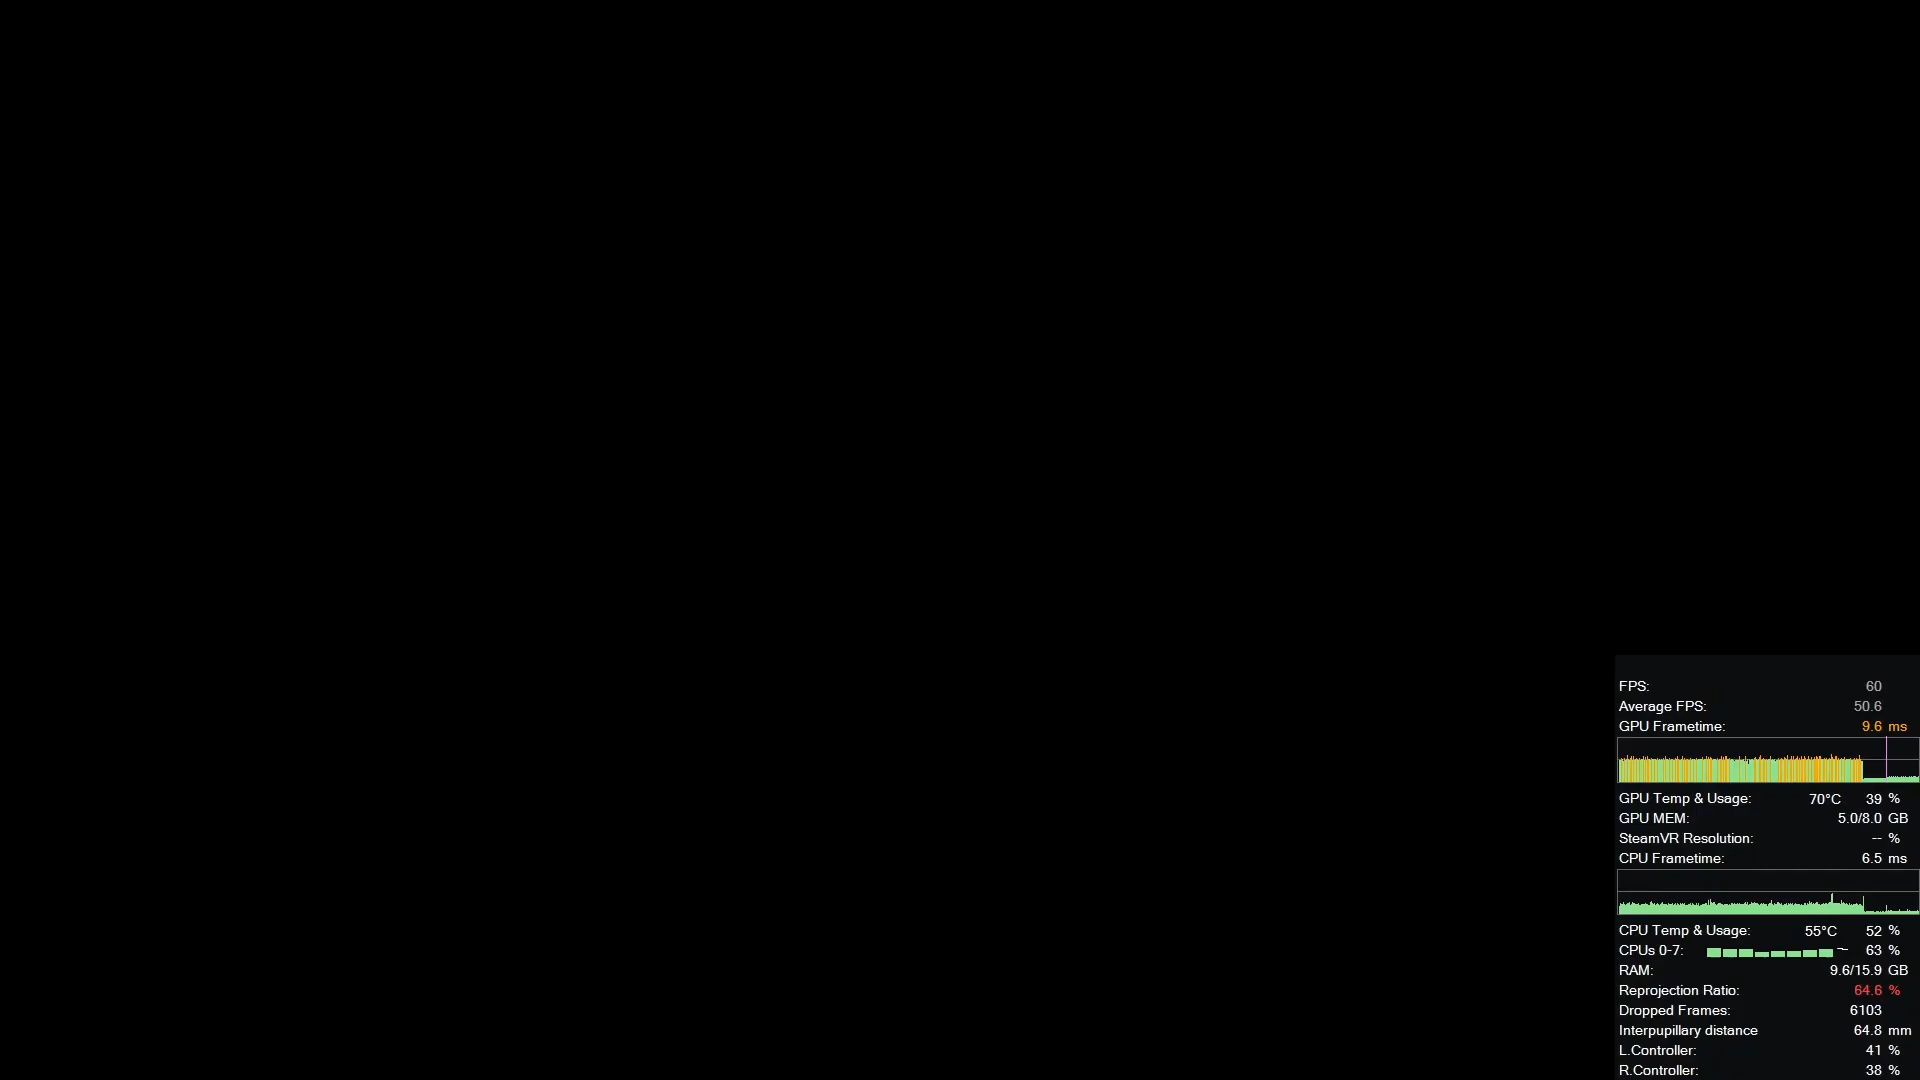 FPS: 60
Average FPS: 50.6
GPU Frametime: 9.6 ms
GPU Temp & Usage: 70°C 39 %
GPU MEM: 5.0/8.0 GB
SteamVR Resolution: -- %
CPU Frametime: 6.5 ms
CPU Temp & Usage: 55°C 52 %
CPUs 0-7: 63 %
RAM: 9.6/15.9 GB
Reprojection Ratio: 64.6 %
Dropped Frames: 6103
Interpupillary distance 64.8 mm
L.Controller: 41 %
R.Controller: 38 %